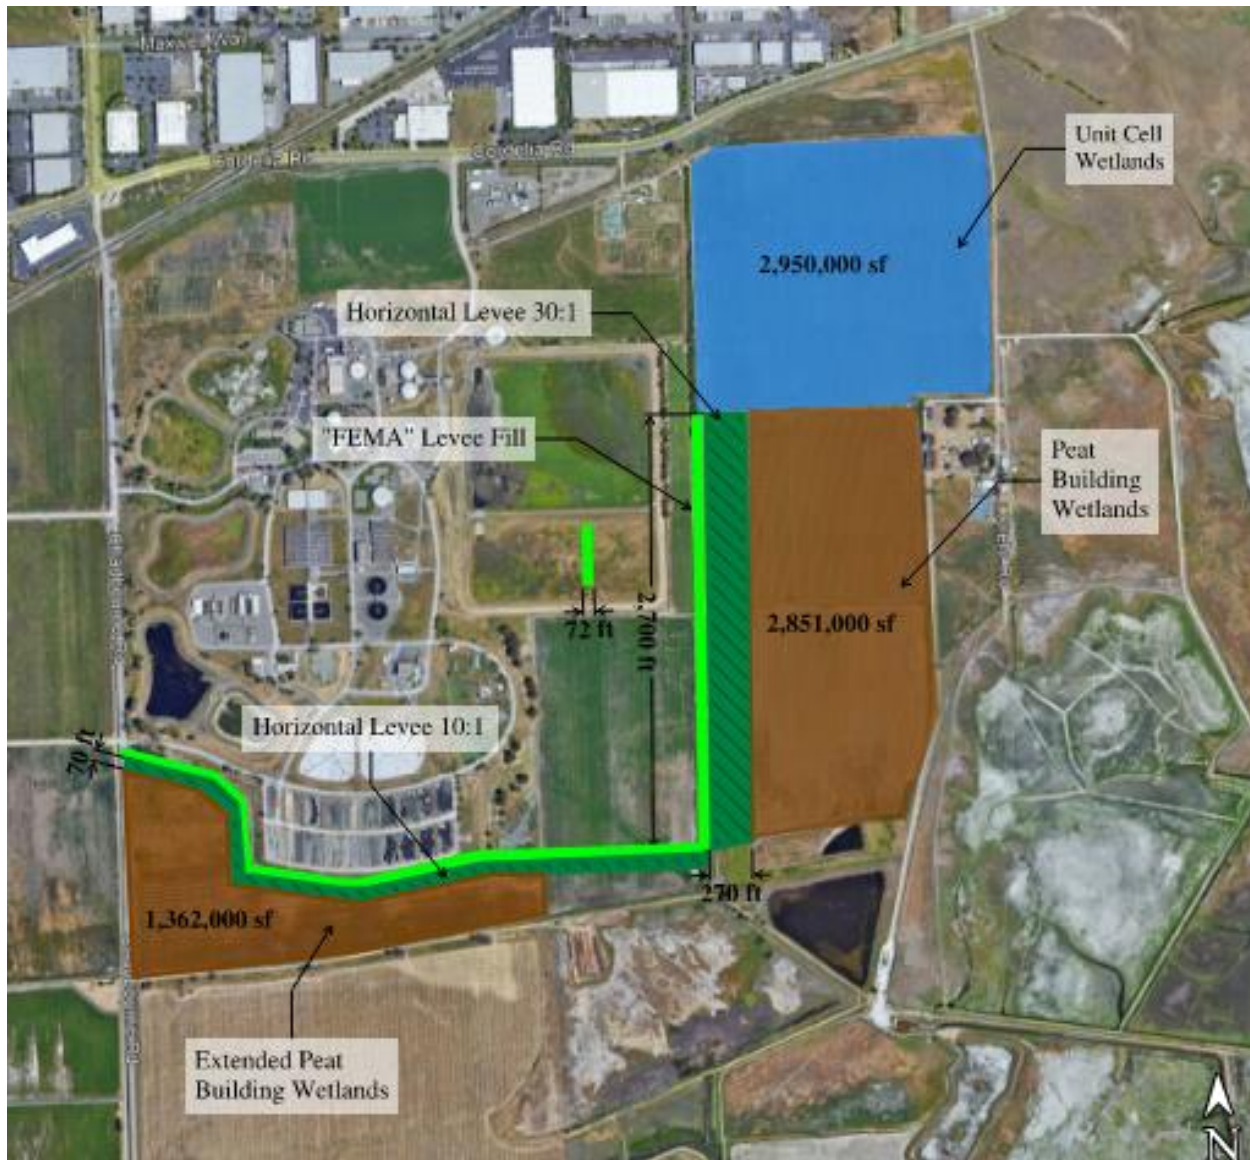 Unit Cell
Wetlands
2,950,000 sf
Horizontal Levee 30:1
"FEMA" Levee Fill
Peat
Building
Wetlands
72 ft
2,700 ft
2,851,000 sf
Horizontal Levee 10:1
70 ft
270 ft
1,362,000 sf
Extended Peat
Building Wetlands
N